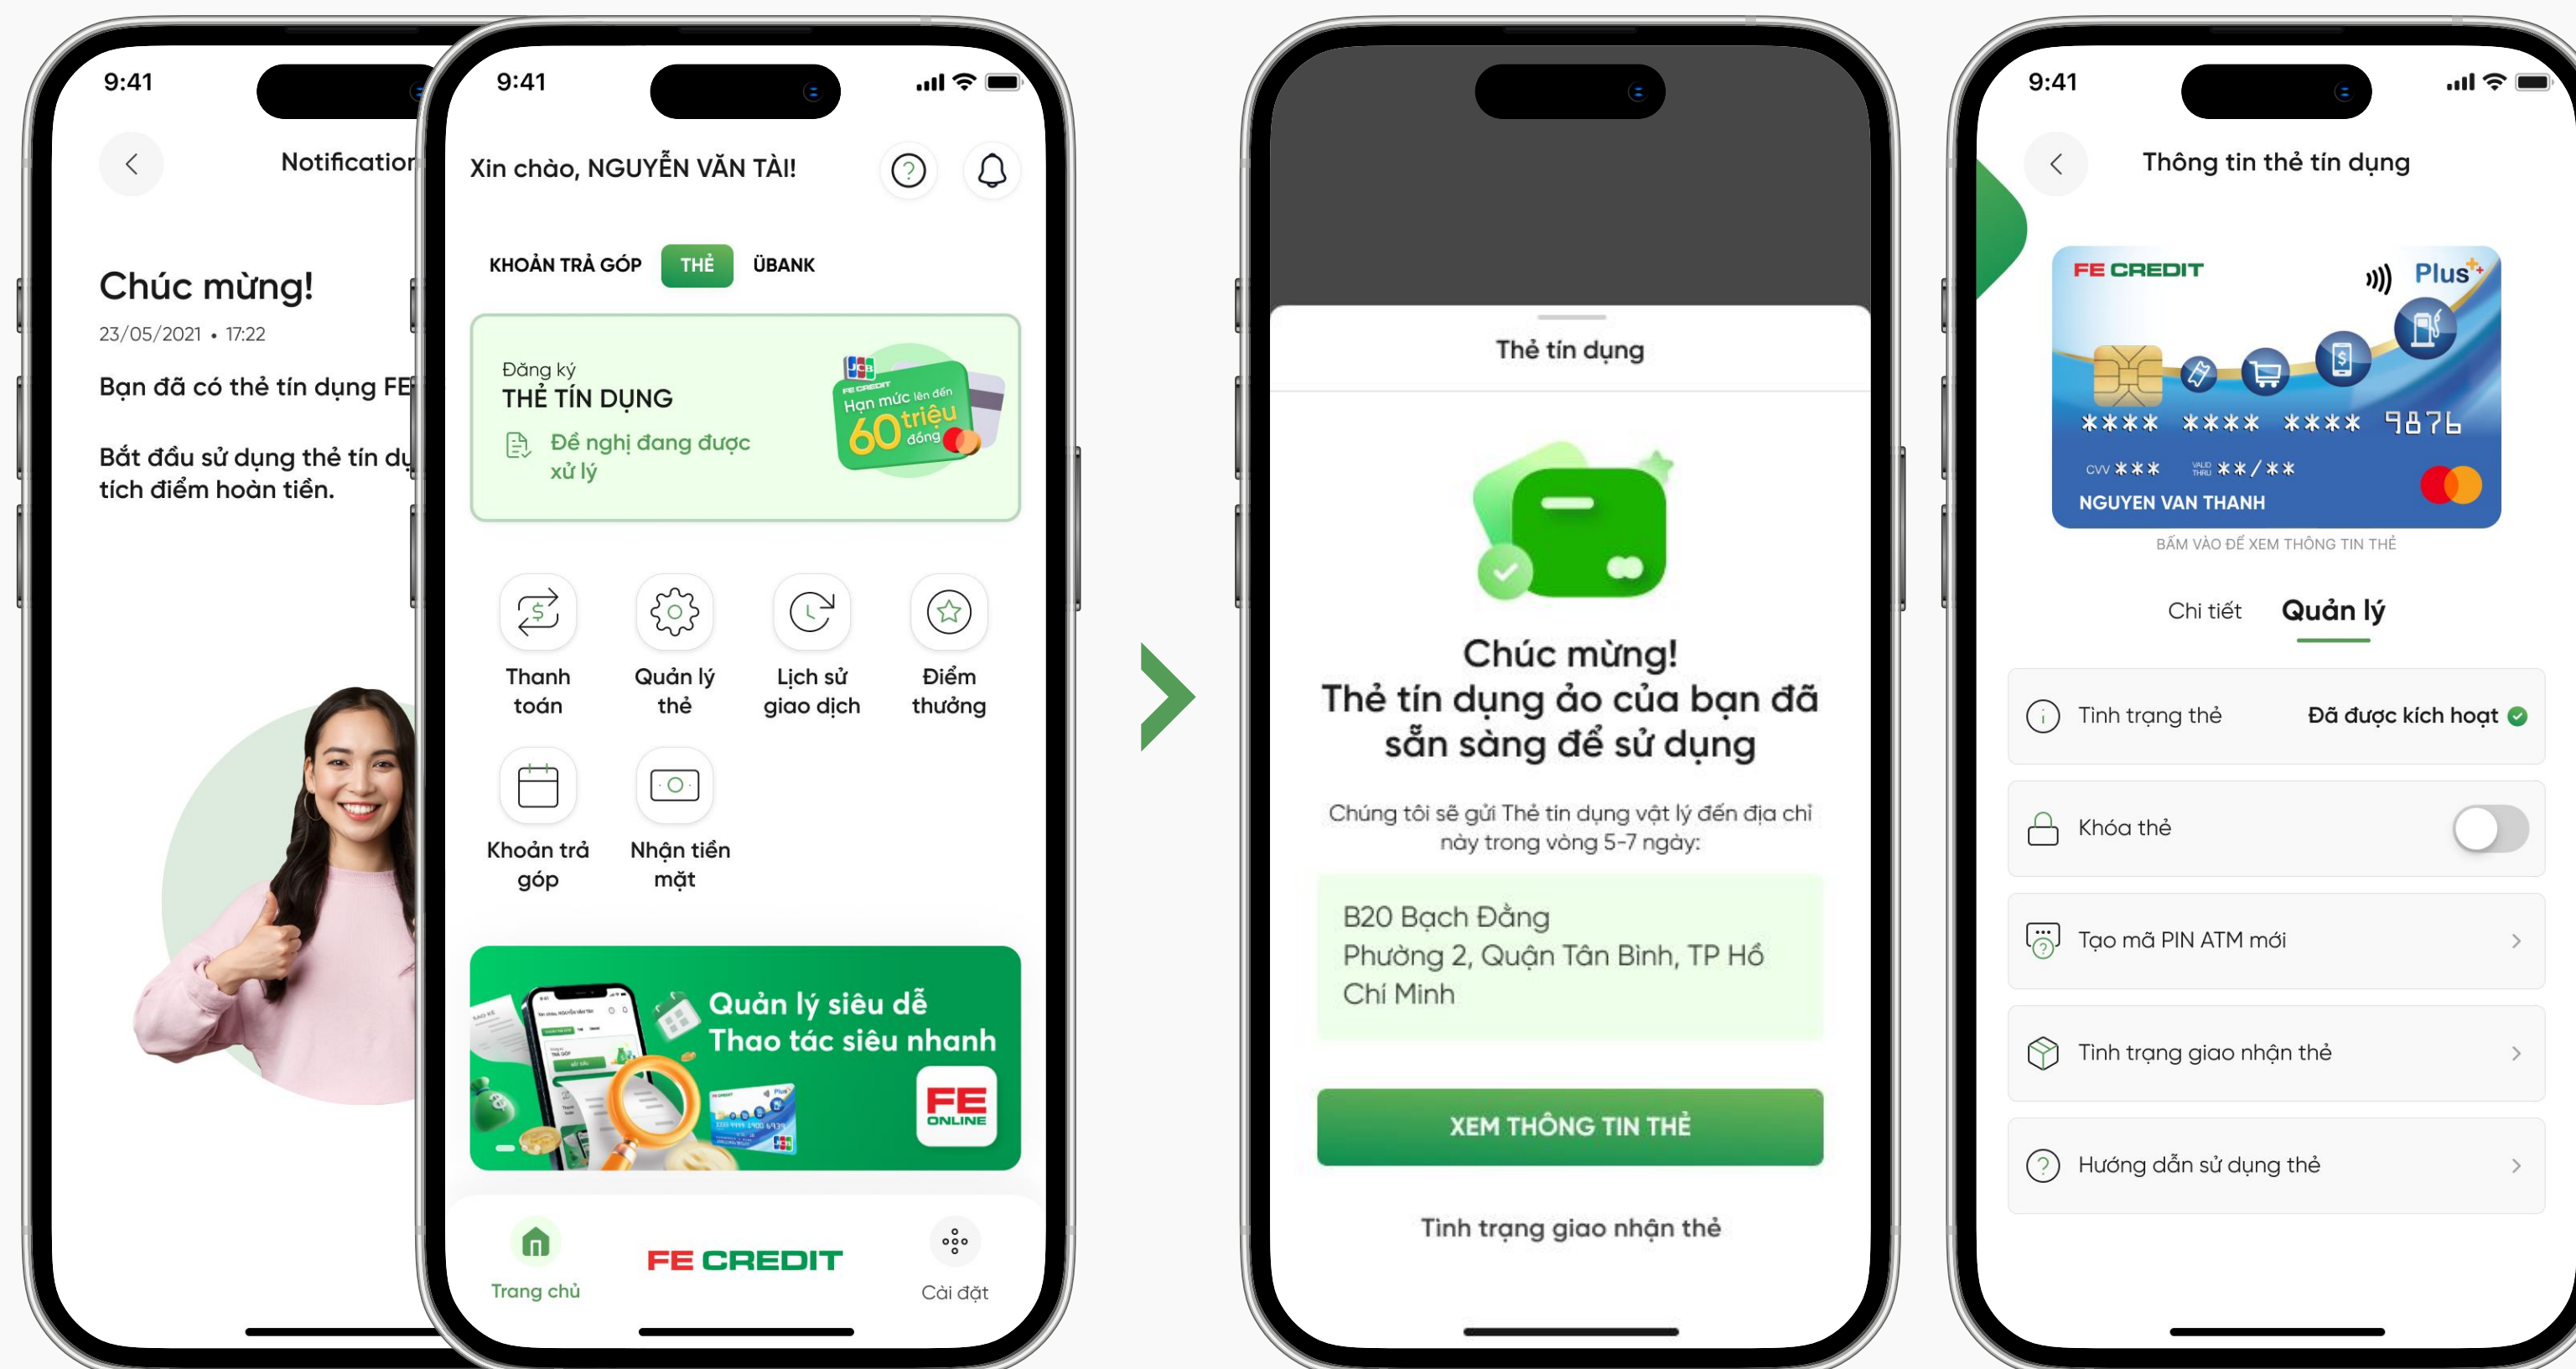 9:41
Notification
Chúc mừng!
23/05/2021 • 17:22
Bạn đã có thẻ tín dụng FE
Bắt đầu sử dụng thẻ tín dụ
tích điểm hoàn tiền.
9:41
Xin chào, NGUYỄN VĂN TÀI!
KHOẢN TRẢ GÓP THẺ ÜBANK
Đăng ký
THẺ TÍN DỤNG
Đề nghị đang được
xử lý
JCB
FE CREDIT
Hạn mức lên đến
60 triệu
đồng
Thanh
toán
Quản lý
thẻ
Lịch sử
giao dịch
Điểm
thưởng
Khoản trả
góp
Nhận tiền
mặt
Quản lý siêu dễ
Thao tác siêu nhanh
FE
ONLINE
Trang chủ
FE CREDIT
Cài đặt
Thẻ tín dụng
Chúc mừng!
Thẻ tín dụng ảo của bạn đã
sẵn sàng để sử dụng
Chúng tôi sẽ gửi Thẻ tín dụng vật lý đến địa chỉ
này trong vòng 5-7 ngày:
B20 Bạch Đằng
Phường 2, Quận Tân Bình, TP Hồ
Chí Minh
XEM THÔNG TIN THẺ
Tình trạng giao nhận thẻ
9:41
Thông tin thẻ tín dụng
FE CREDIT
Plus++
**** **** **** 9876
CVV *** VALID THRU **/**
NGUYEN VAN THANH
BẤM VÀO ĐỂ XEM THÔNG TIN THẺ
Chi tiết Quản lý
Tình trạng thẻ Đã được kích hoạt
Khóa thẻ
Tạo mã PIN ATM mới
Tình trạng giao nhận thẻ
Hướng dẫn sử dụng thẻ